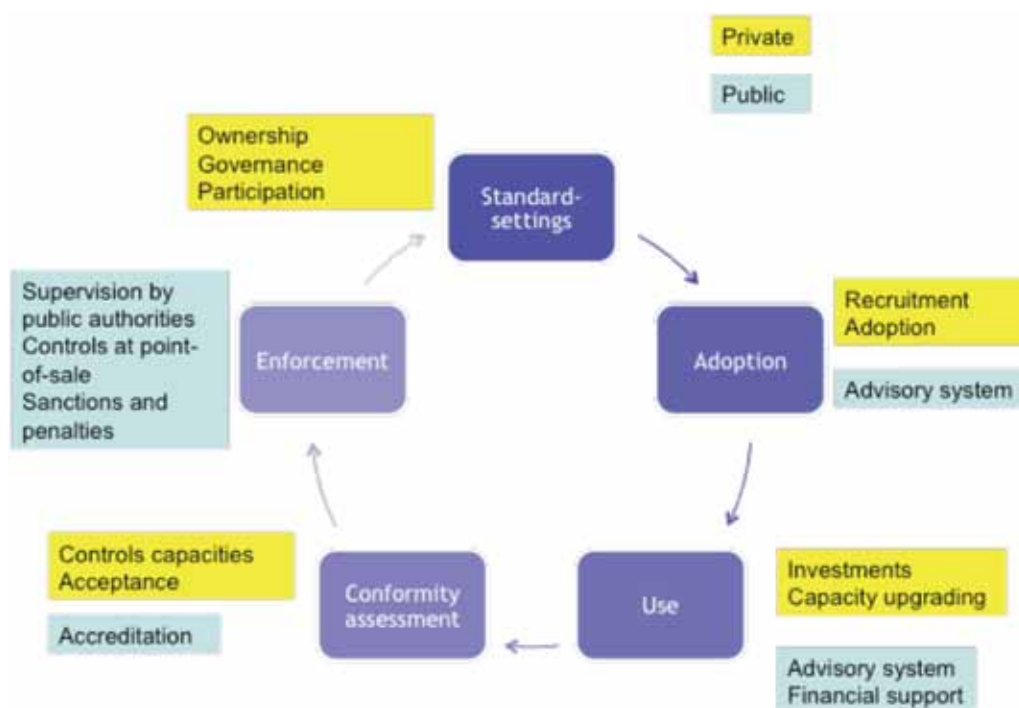 Private
Public
Ownership
Governance
Participation
Standard-
settings
Supervision by
public authorities
Controls at point-
of-sale
Sanctions and
penalties
Enforcement
Adoption
Recruitment
Adoption
Advisory system
Controls capacities
Acceptance
Accreditation
Conformity
assessment
Use
Investments
Capacity upgrading
Advisory system
Financial support